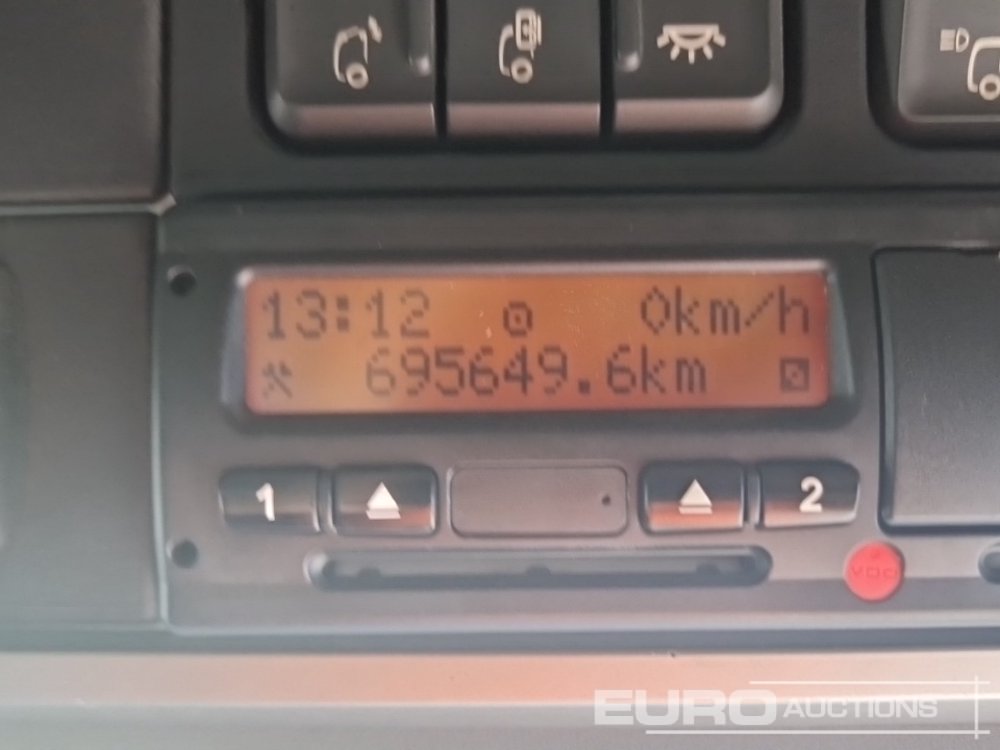 13:12 0km/h
695649.6km
1 2
VDO
EURO AUCTIONS